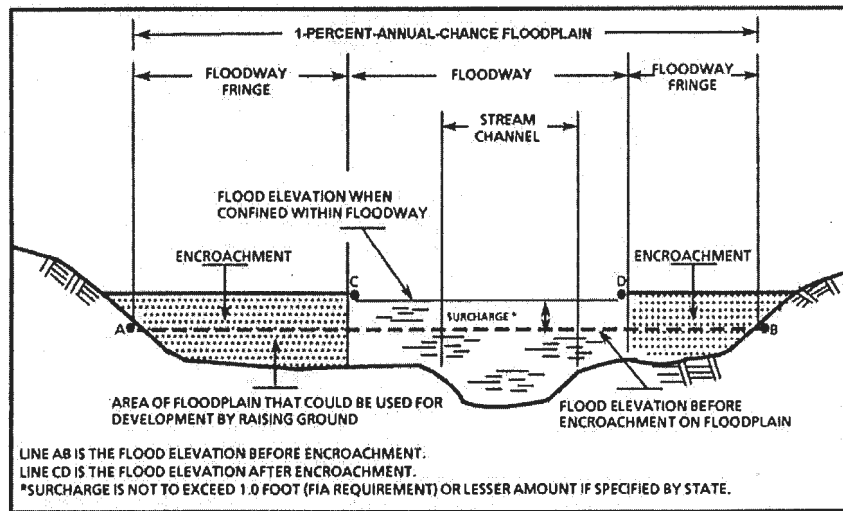 1-PERCENT-ANNUAL-CHANCE FLOODPLAIN
FLOODWAY
FRINGE
FLOODWAY
FLOODWAY
FRINGE
STREAM
CHANNEL
FLOOD ELEVATION WHEN
CONFINED WITHIN FLOODWAY
ENCROACHMENT
C
D
ENCROACHMENT
A
SURCHARGE *
B
AREA OF FLOODPLAIN THAT COULD BE USED FOR
DEVELOPMENT BY RAISING GROUND
FLOOD ELEVATION BEFORE
ENCROACHMENT ON FLOODPLAIN
LINE AB IS THE FLOOD ELEVATION BEFORE ENCROACHMENT.
LINE CD IS THE FLOOD ELEVATION AFTER ENCROACHMENT.
*SURCHARGE IS NOT TO EXCEED 1.0 FOOT (FIA REQUIREMENT) OR LESSER AMOUNT IF SPECIFIED BY STATE.